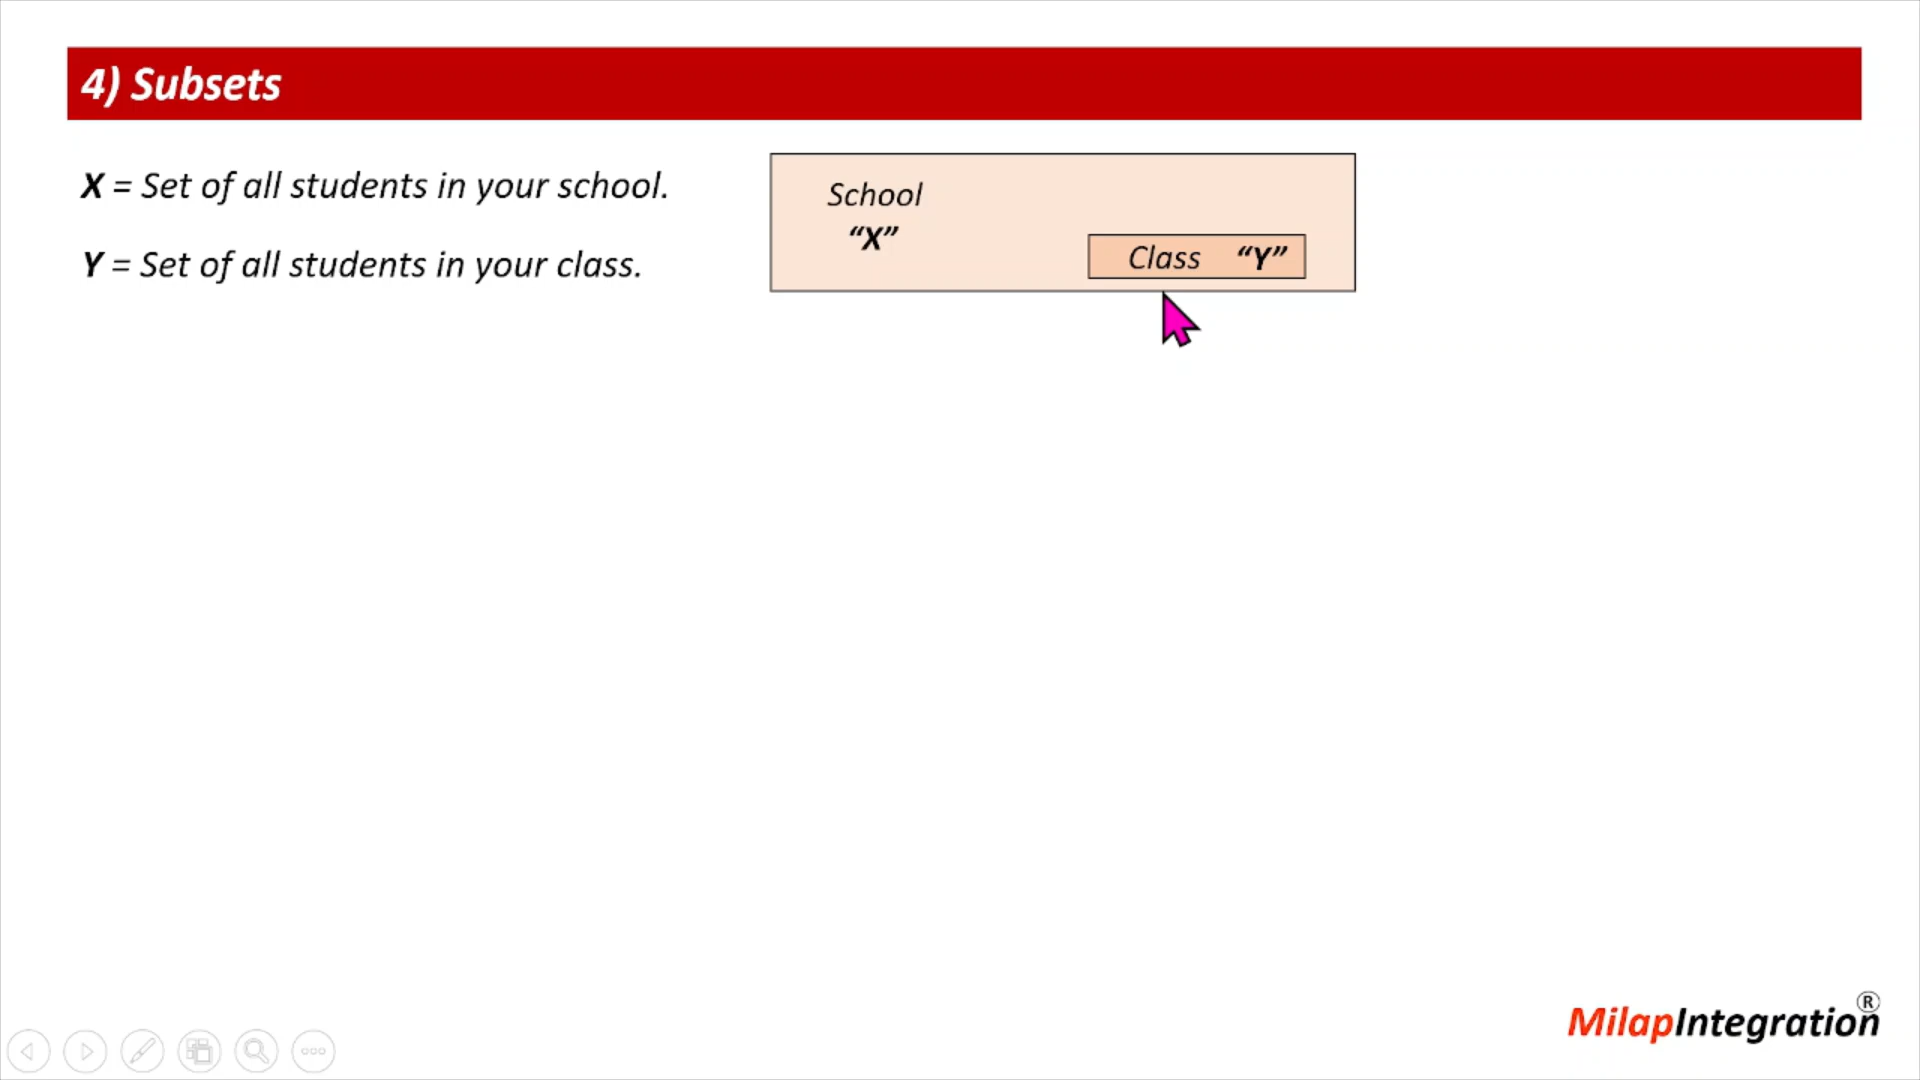 4) Subsets
X = Set of all students in your school.
Y = Set of all students in your class.
School
“X”
Class “Y”
MilapIntegration®